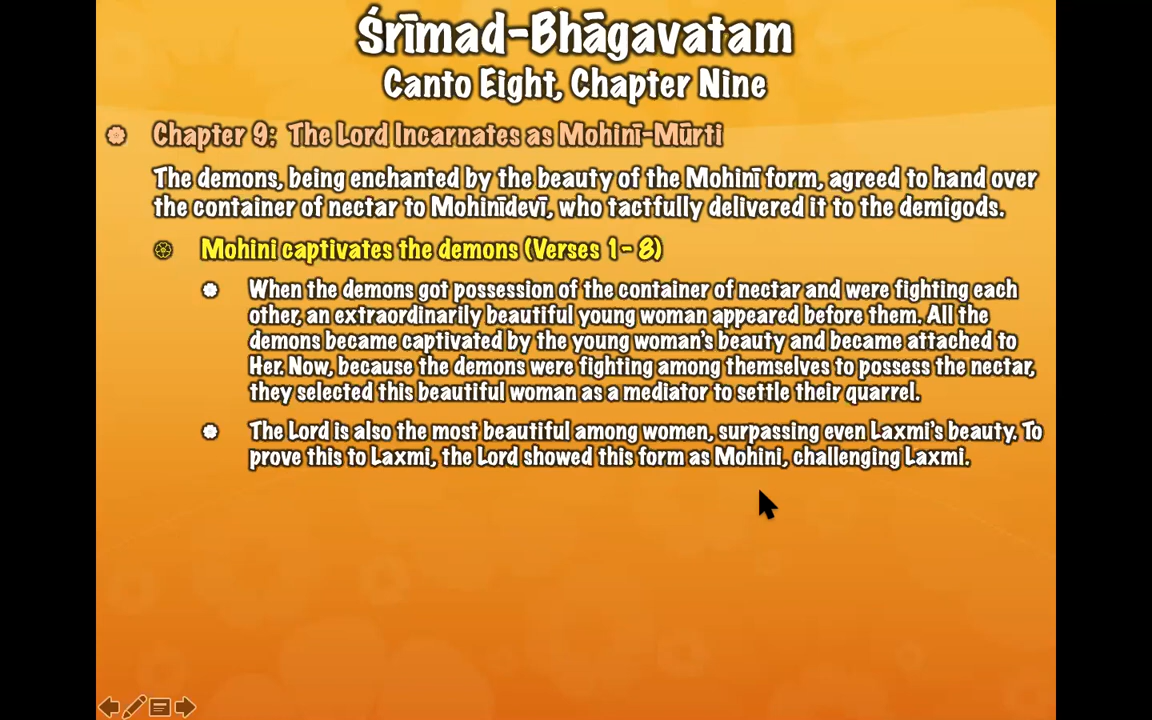 Śrīmad-Bhāgavatam
Canto Eight, Chapter Nine
Chapter 9: The Lord Incarnates as Mohinī-Mūrti
The demons, being enchanted by the beauty of the Mohinī form, agreed to hand over
the container of nectar to Mohinīdevī, who tactfully delivered it to the demigods.
Mohini captivates the demons (Verses 1 - 8)
When the demons got possession of the container of nectar and were fighting each
other, an extraordinarily beautiful young woman appeared before them. All the
demons became captivated by the young woman's beauty and became attached to
Her. Now, because the demons were fighting among themselves to possess the nectar,
they selected this beautiful woman as a mediator to settle their quarrel.
The Lord is also the most beautiful among women, surpassing even Laxmi's beauty. To
prove this to Laxmi, the Lord showed this form as Mohini, challenging Laxmi.